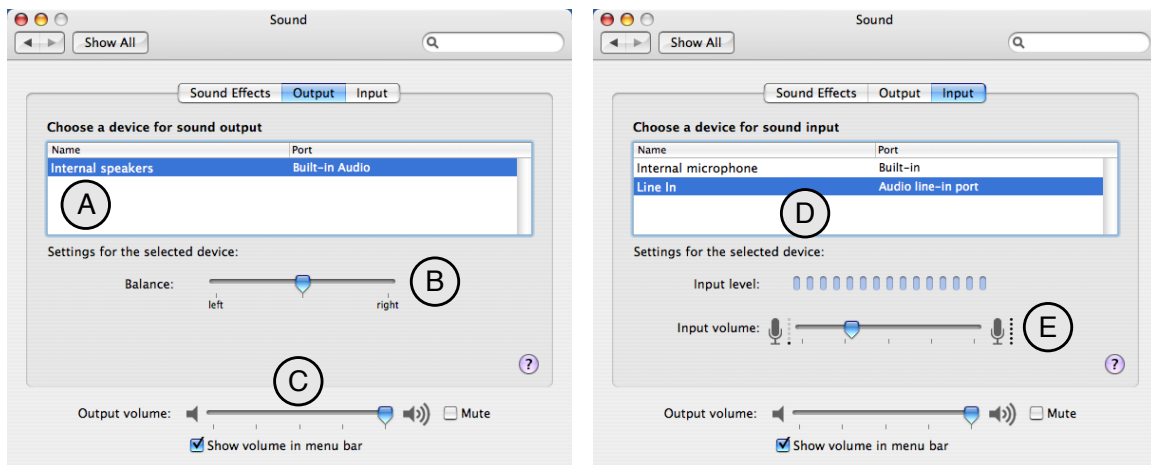 Sound
Show All
Sound Effects Output Input
Choose a device for sound output
Name Port
Internal speakers Built-in Audio
A
Settings for the selected device:
Balance:
B
left right
?
C
Output volume: Mute
Show volume in menu bar
Sound
Show All
Sound Effects Output Input
Choose a device for sound input
Name Port
Internal microphone Built-in
Line In Audio line-in port
D
Settings for the selected device:
Input level:
Input volume:
E
?
Output volume: Mute
Show volume in menu bar